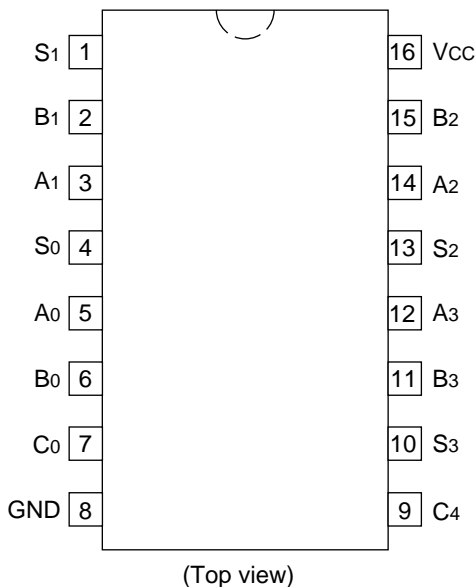 S1 1 16 VCC
B1 2 15 B2
A1 3 14 A2
S0 4 13 S2
A0 5 12 A3
B0 6 11 B3
C0 7 10 S3
GND 8 9 C4
(Top view)